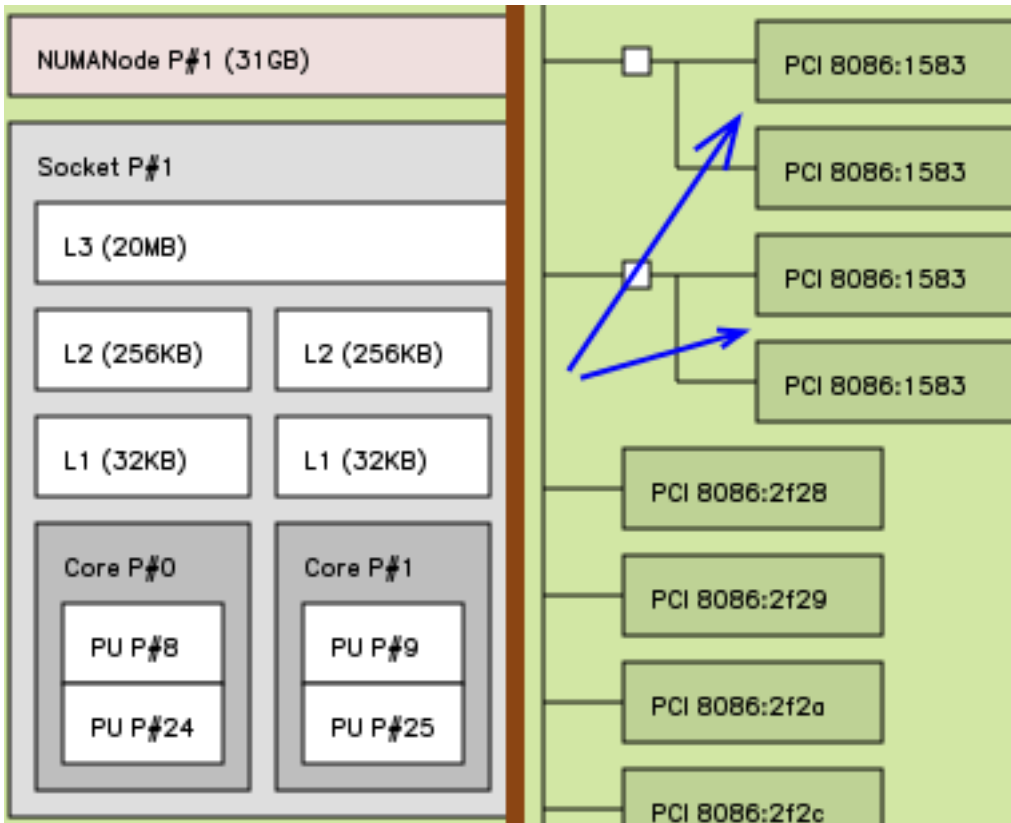 NUMANode P#1 (31GB)
Socket P#1
L3 (20MB)
L2 (256KB)
L2 (256KB)
L1 (32KB)
L1 (32KB)
Core P#0
Core P#1
PU P#8
PU P#9
PU P#24
PU P#25
PCI 8086:1583
PCI 8086:1583
PCI 8086:1583
PCI 8086:1583
PCI 8086:2f28
PCI 8086:2f29
PCI 8086:2f2a
PCI 8086:2f2c